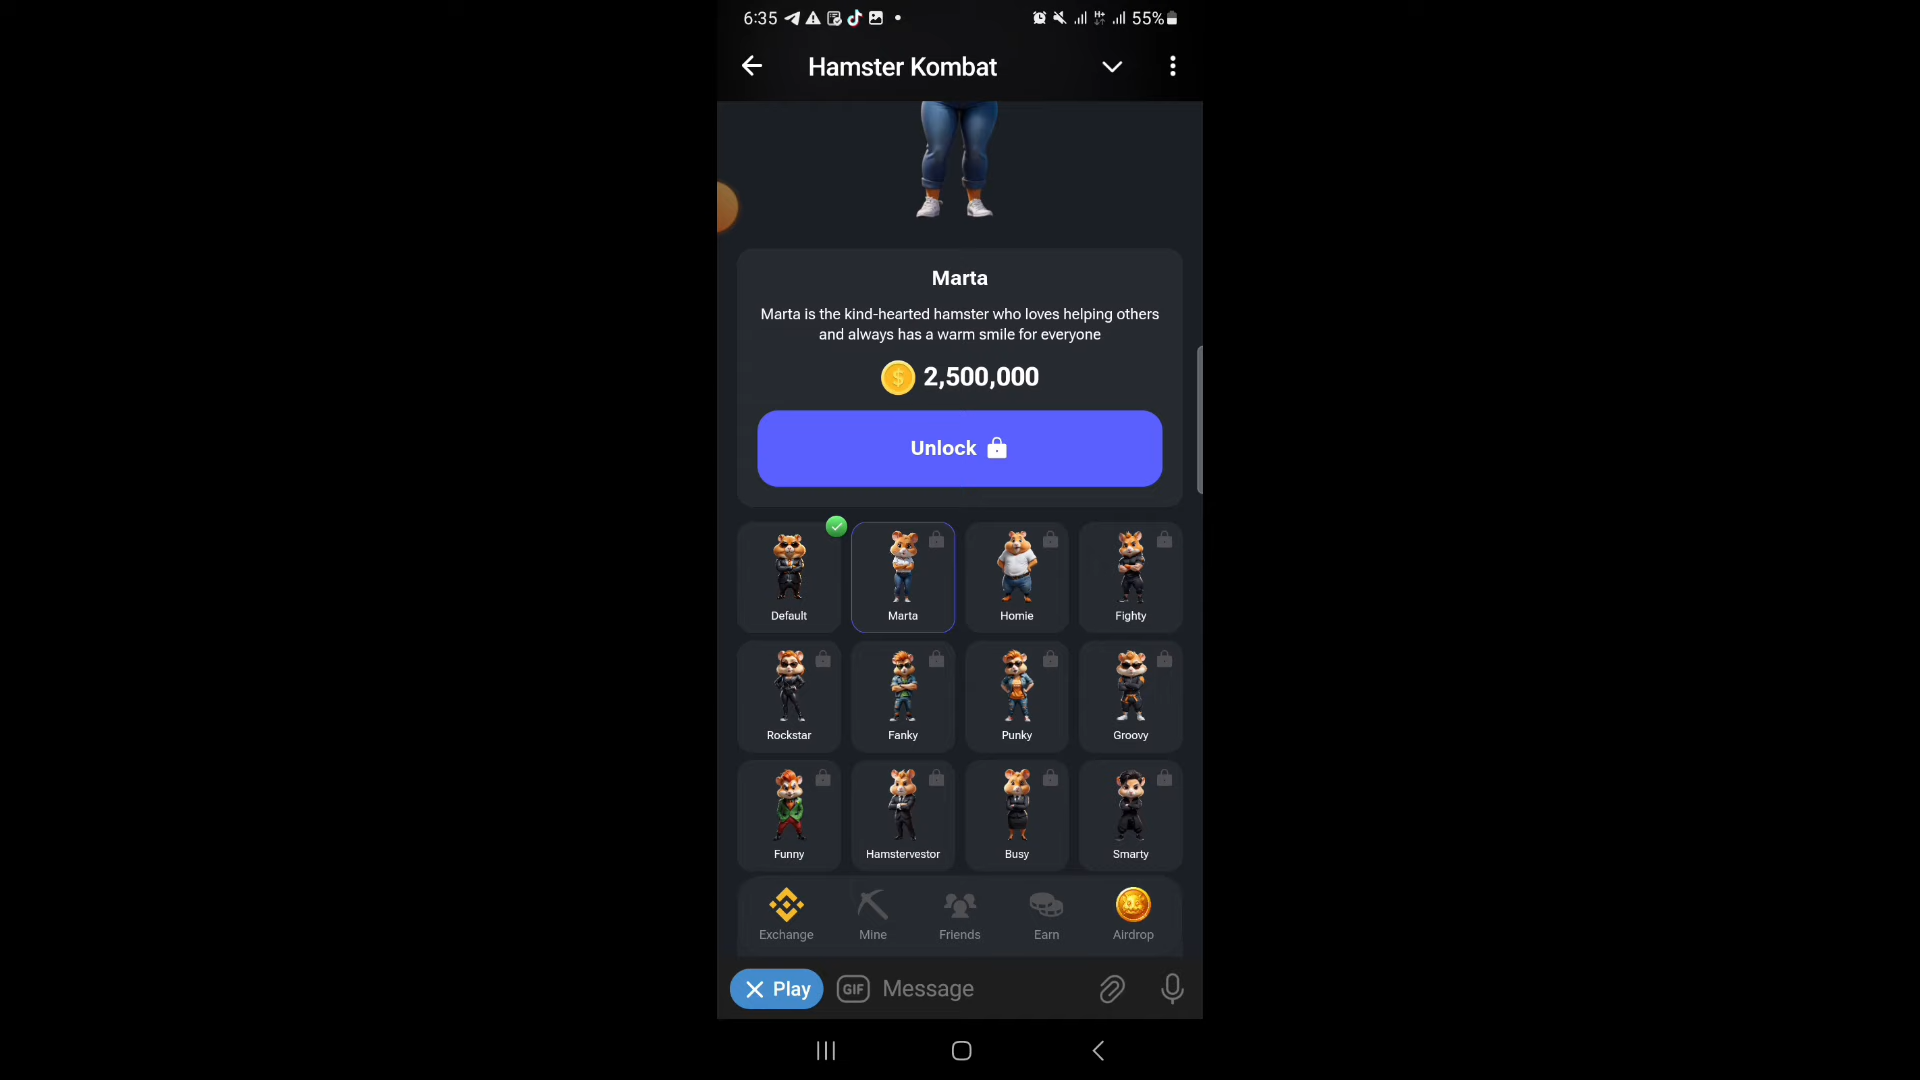 6:35
55%
Hamster Kombat
Marta
Marta is the kind-hearted hamster who loves helping others
and always has a warm smile for everyone
$ 2,500,000
Unlock
Default Marta Homie Fighty
Rockstar Fanky Punky Groovy
Funny Hamstervestor Busy Smarty
Exchange Mine Friends Earn Airdrop
Play GIF Message